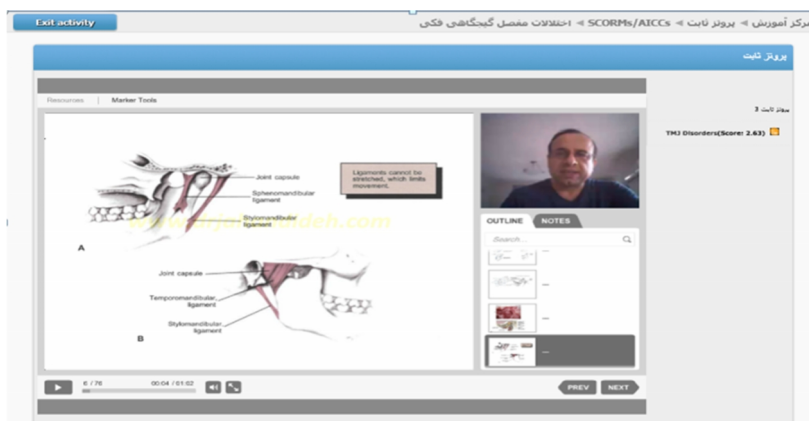 Exit activity
مرکز آموزش ◄ پروتز ثابت ◄ SCORMs/AICCs ◄ اختلالات مفصل گیجگاهی فکی
پروتز ثابت
Resources | Marker Tools
پروتز ثابت 3
TMJ Disorders(Score: 2.63)
Joint capsule
Sphenomandibular
ligament
Stylomandibular
ligament
A
Ligaments cannot be
stretched, which limits
movement.
Joint capsule
Temporomandibular
ligament
Stylomandibular
ligament
B
OUTLINE NOTES
Search...
6 / 76
00:04 / 01:02
PREV NEXT